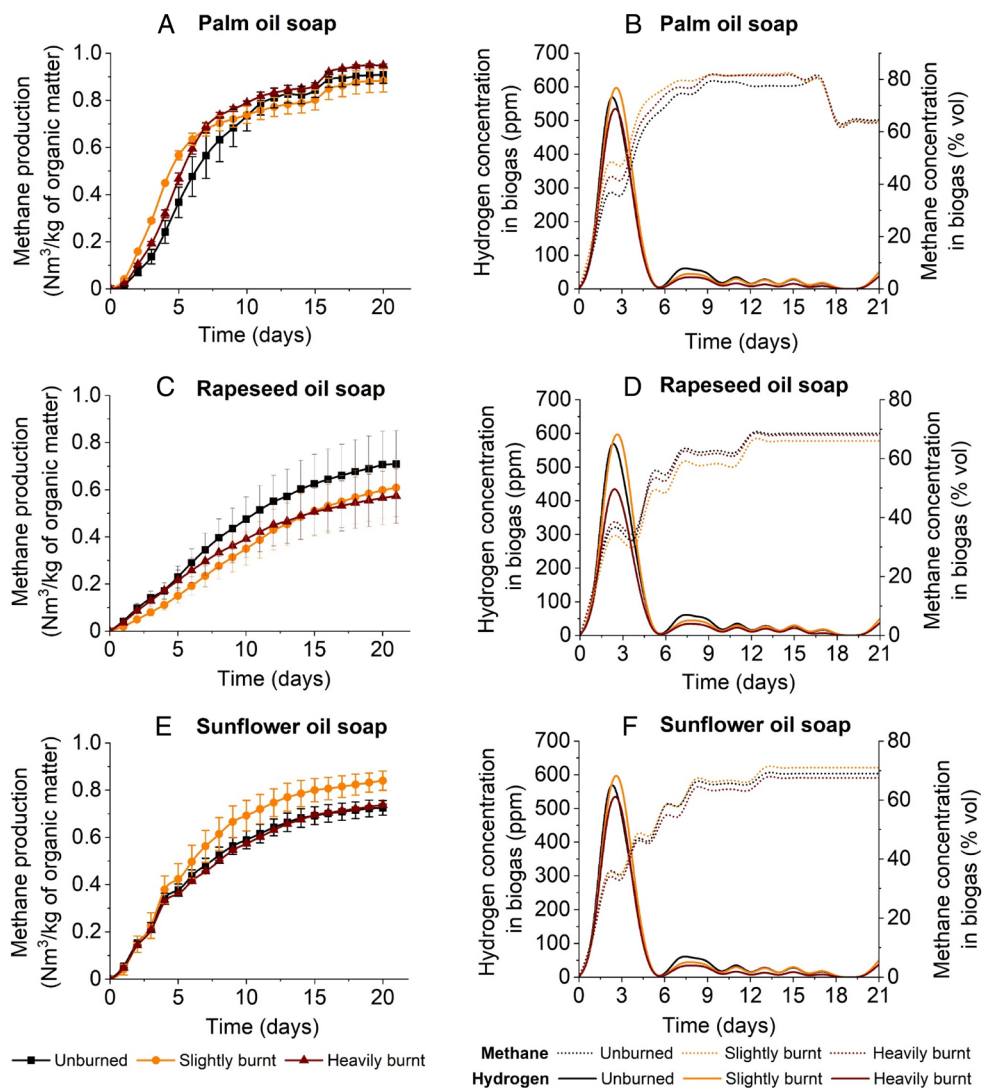 A Palm oil soap
Methane production
(Nm³/kg of organic matter)
1.0
0.8
0.6
0.4
0.2
0
0 5 10 15 20
Time (days)
B Palm oil soap
Hydrogen concentration
in biogas (ppm)
700
600
500
400
300
200
100
0
0 3 6 9 12 15 18 21
Time (days)
80
60
40
20
0
Methane concentration
in biogas (% vol)
C Rapeseed oil soap
Methane production
(Nm³/kg of organic matter)
1.0
0.8
0.6
0.4
0.2
0
0 5 10 15 20
Time (days)
D Rapeseed oil soap
Hydrogen concentration
in biogas (ppm)
700
600
500
400
300
200
100
0
0 3 6 9 12 15 18 21
Time (days)
80
60
40
20
0
Methane concentration
in biogas (% vol)
E Sunflower oil soap
Methane production
(Nm³/kg of organic matter)
1.0
0.8
0.6
0.4
0.2
0
0 5 10 15 20
Time (days)
F Sunflower oil soap
Hydrogen concentration
in biogas (ppm)
700
600
500
400
300
200
100
0
0 3 6 9 12 15 18 21
Time (days)
80
60
40
20
0
Methane concentration
in biogas (% vol)
Unburned Slightly burnt Heavily burnt
Methane Unburned Slightly burnt Heavily burnt
Hydrogen Unburned Slightly burnt Heavily burnt